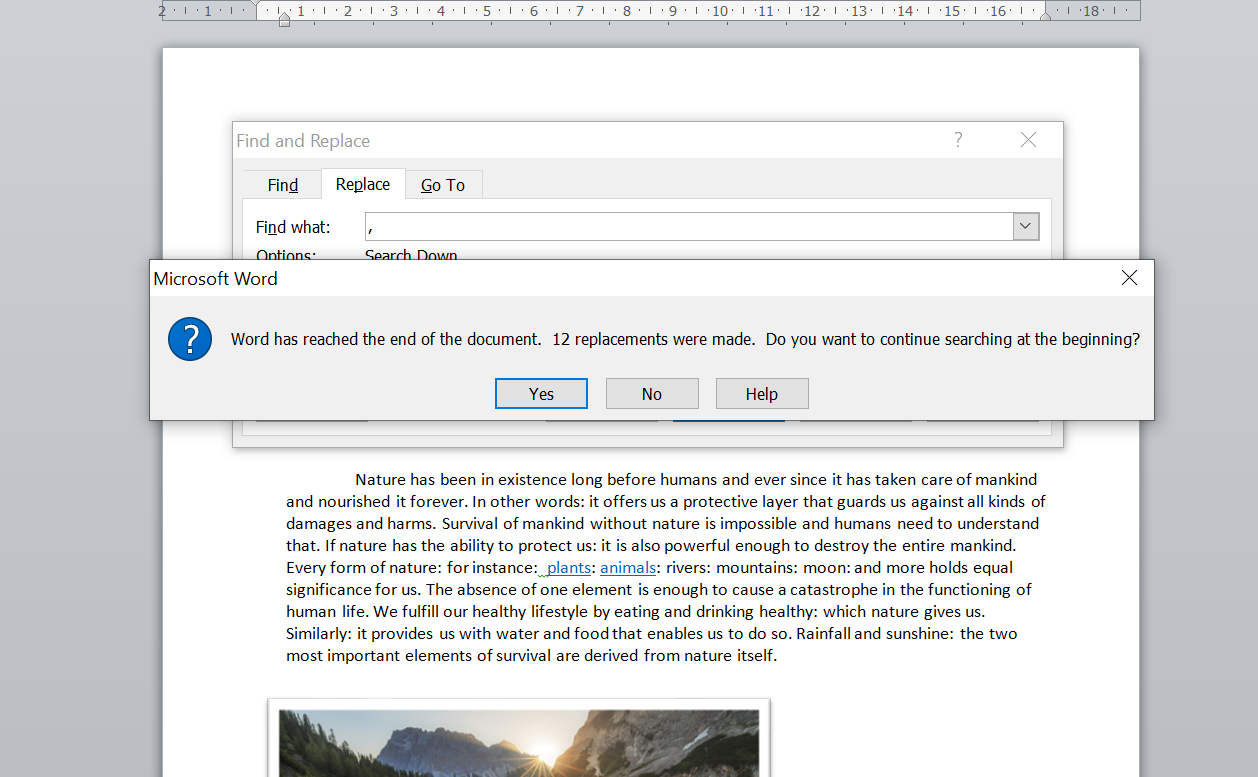 2 1 1 2 3 4 5 6 7 8 9 10 11 12 13 14 15 16 18
Find and Replace ?
Find Replace Go To
Find what: ,
Options: Search Down
Microsoft Word
? Word has reached the end of the document.  12 replacements were made.  Do you want to continue searching at the beginning?
Yes No Help
Nature has been in existence long before humans and ever since it has taken care of mankind
and nourished it forever. In other words: it offers us a protective layer that guards us against all kinds of
damages and harms. Survival of mankind without nature is impossible and humans need to understand
that. If nature has the ability to protect us: it is also powerful enough to destroy the entire mankind.
Every form of nature: for instance:  plants: animals: rivers: mountains: moon: and more holds equal
significance for us. The absence of one element is enough to cause a catastrophe in the functioning of
human life. We fulfill our healthy lifestyle by eating and drinking healthy: which nature gives us.
Similarly: it provides us with water and food that enables us to do so. Rainfall and sunshine: the two
most important elements of survival are derived from nature itself.